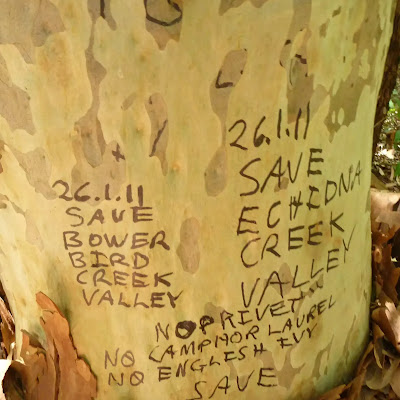 26.1.11
SAVE
BOWER
BIRD
CREEK
VALLEY
26.1.11
SAVE
ECHIDNA
CREEK
VALLEY
NO PRIVET
NO CAMPHOR LAUREL
NO ENGLISH IVY
SAVE